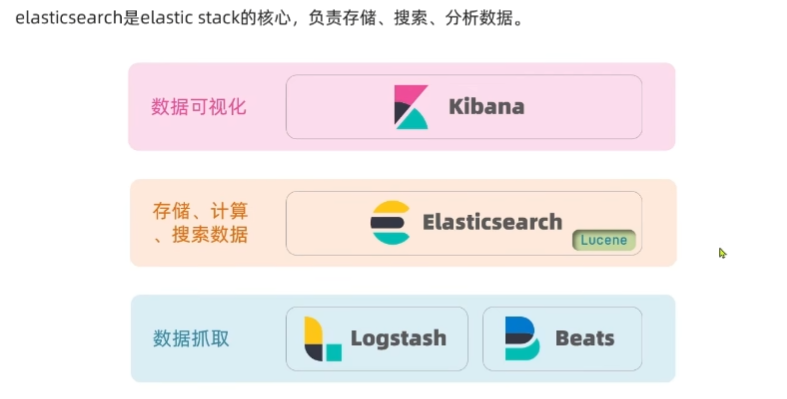 elasticsearch是elastic stack的核心，负责存储、搜索、分析数据。
数据可视化
Kibana
存储、计算
、搜索数据
Elasticsearch
Lucene
数据抓取
Logstash
Beats